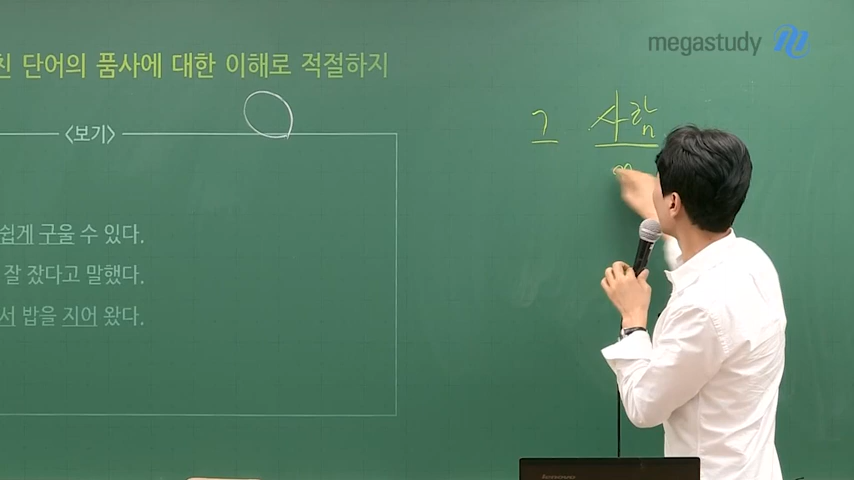 megastudy
친 단어의 품사에 대한 이해로 적절하지
<보기>
쉽게 구울 수 있다.
잘 잤다고 말했다.
서 밥을 지어 왔다.
그 사람